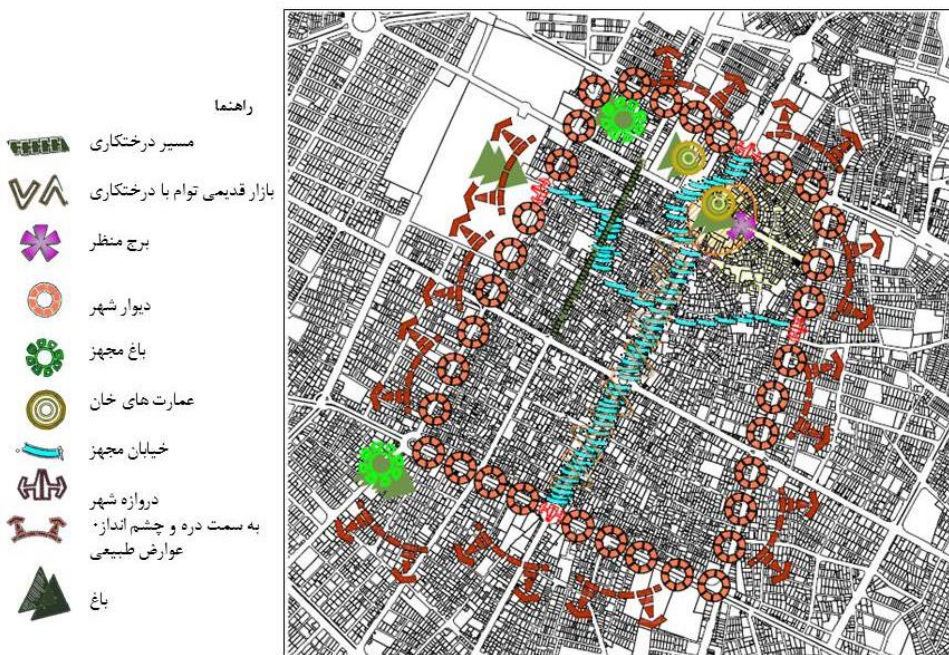 راهنما
مسیر درختکاری
بازار قدیمی توام با درختکاری
برج منظر
دیوار شهر
باغ مجهز
عمارت های خان
خیابان مجهز
دروازه شهر
به سمت دره و چشم انداز۰
عوارض طبیعی
باغ